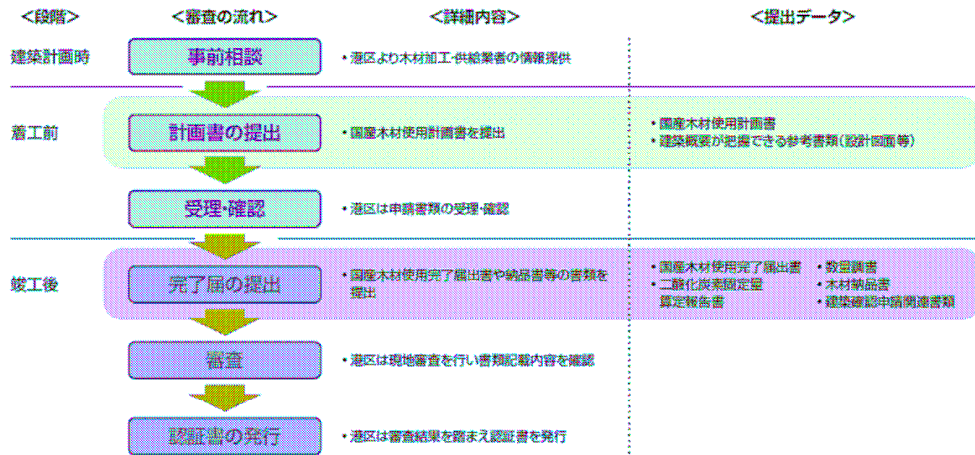 <段階> <審査の流れ> <詳細内容> <提出データ>
建築計画時 事前相談 ・港区より木材加工・供給業者の情報提供
着工前 計画書の提出 ・国産木材使用計画書を提出 ・国産木材使用計画書
・建築概要が把握できる参考書類(設計図面等)
受理・確認 ・港区は申請書類の受理・確認
竣工後 完了届の提出 ・国産木材使用完了届出書や納品書等の書類を
提出
・国産木材使用完了届出書 ・数量調書
・二酸化炭素固定量 ・木材納品書
算定報告書 ・建築確認申請関連書類
審査 ・港区は現地審査を行い書類記載内容を確認
認証書の発行 ・港区は審査結果を踏まえ認証書を発行